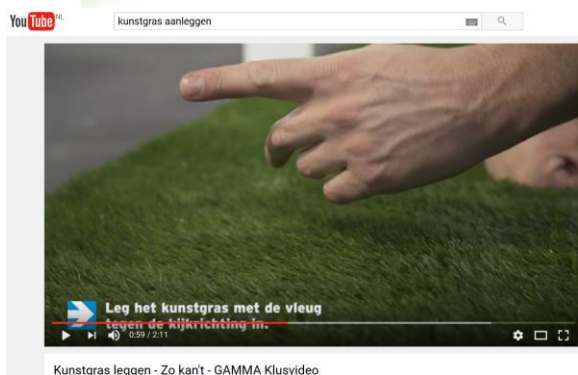 YouTube NL
kunstgras aanleggen
Leg het kunstgras met de vleug
tegen de kijkrichting in.
0:59 / 2:11
Kunstgras leggen - Zo kan't - GAMMA Klusvideo